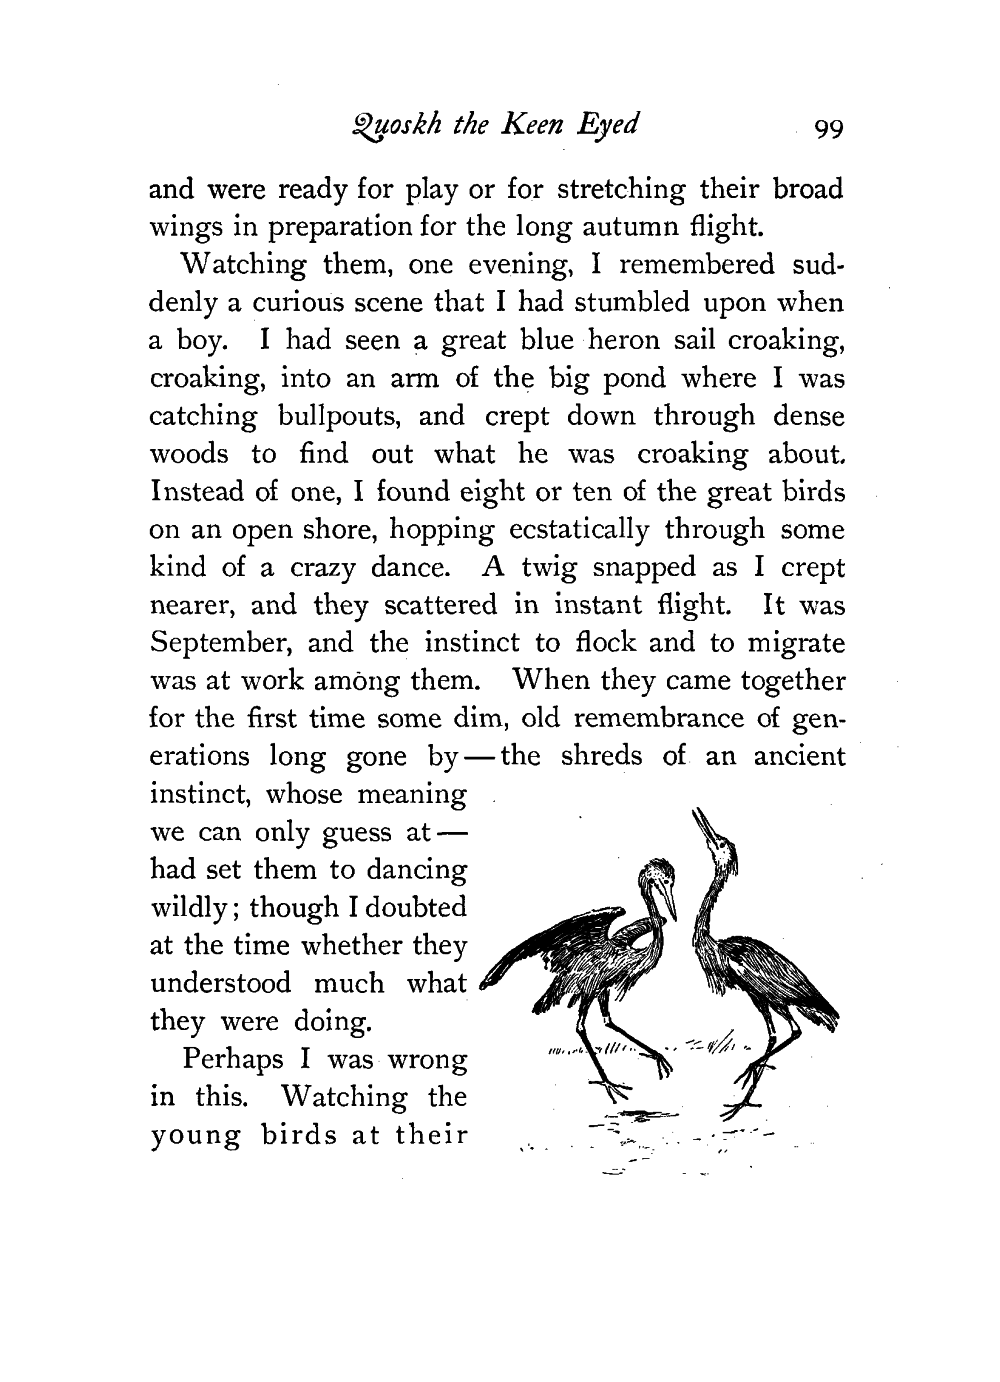 Quoskh the Keen Eyed 99
and were ready for play or for stretching their broad
wings in preparation for the long autumn flight.
Watching them, one evening, I remembered sud-
denly a curious scene that I had stumbled upon when
a boy. I had seen a great blue heron sail croaking,
croaking, into an arm of the big pond where I was
catching bullpouts, and crept down through dense
woods to find out what he was croaking about.
Instead of one, I found eight or ten of the great birds
on an open shore, hopping ecstatically through some
kind of a crazy dance. A twig snapped as I crept
nearer, and they scattered in instant flight. It was
September, and the instinct to flock and to migrate
was at work among them. When they came together
for the first time some dim, old remembrance of gen-
erations long gone by—the shreds of an ancient
instinct, whose meaning
we can only guess at—
had set them to dancing
wildly; though I doubted
at the time whether they
understood much what
they were doing.
Perhaps I was wrong
in this. Watching the
young birds at their